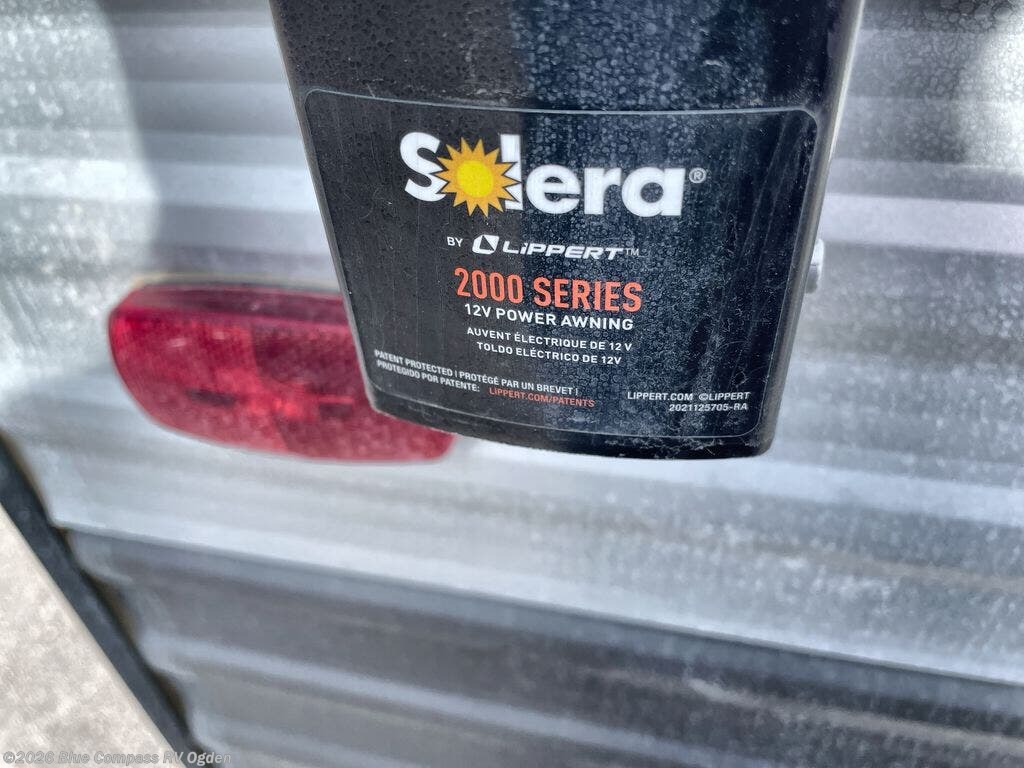 Solera®
BY LIPPERT™
2000 SERIES
12V POWER AWNING
AUVENT ÉLECTRIQUE DE 12 V
TOLDO ELÉCTRICO DE 12V
PATENT PROTECTED | PROTÉGÉ PAR UN BREVET |
PROTEGIDO POR PATENTE: LIPPERT.COM/PATENTS
LIPPERT.COM ©LIPPERT
2021125705-RA
©2026 Blue Compass RV Ogden